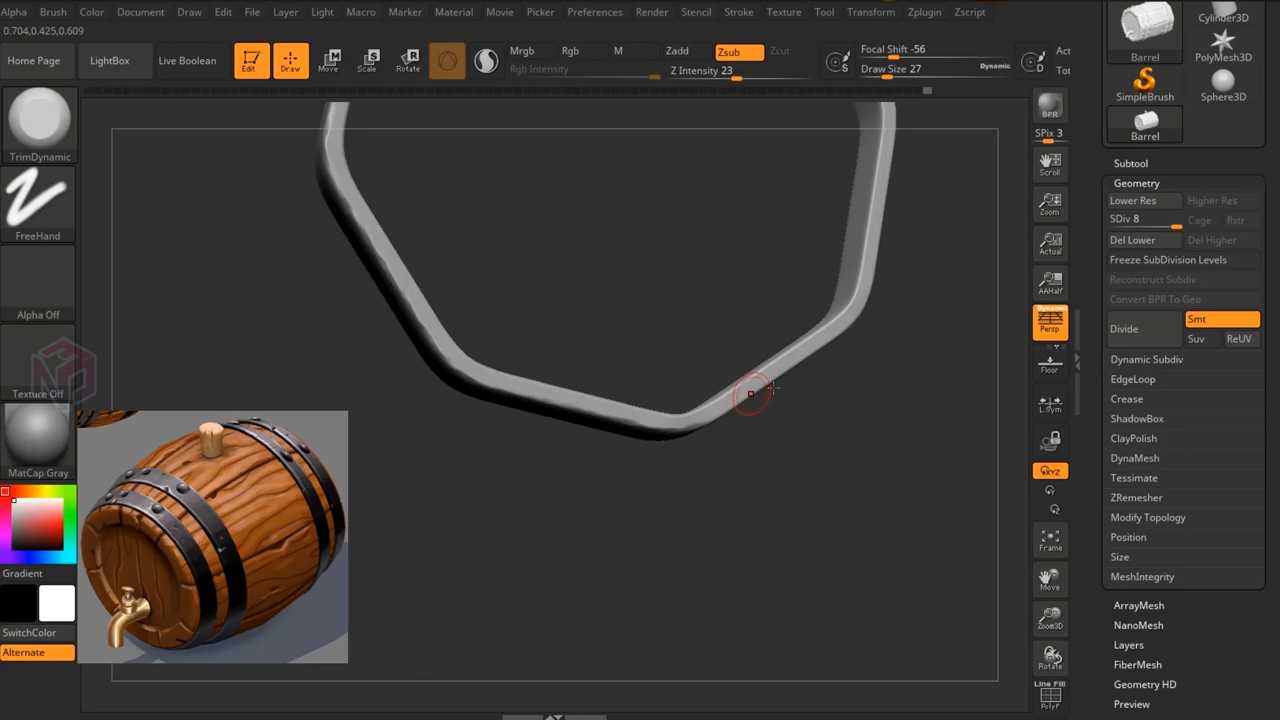 Alpha Brush Color Document Draw Edit File Layer Light Macro Marker Material Movie Picker Preferences Render Stencil Stroke Texture Tool Transform Zplugin Zscript
0.704,0.425,0.609
Home Page LightBox Live Boolean Edit Draw Move Scale Rotate
Mrgb Rgb M Zadd Zsub Zcut
Rgb Intensity Z Intensity 23
S Focal Shift -56
Draw Size 27 Dynamic
D Act
Tot
TrimDynamic
FreeHand
Alpha Off
Texture Off
MatCap Gray
Gradient
SwitchColor
Alternate
BPR
SPix 3
Scroll
Zoom
Actual
AAHalf
Dynamic
Persp
Floor
L.Sym
XYZ
Y
Z
Frame
Move
Zoom3D
Rotate
Line Fill
PolyF
Cylinder3D
Barrel PolyMesh3D
SimpleBrush Sphere3D
Barrel
Subtool
Geometry
Lower Res Higher Res
SDiv 8 Cage Rstr
Del Lower Del Higher
Freeze SubDivision Levels
Reconstruct Subdiv
Convert BPR To Geo
Divide Smt
Suv ReUV
Dynamic Subdiv
EdgeLoop
Crease
ShadowBox
ClayPolish
DynaMesh
Tessimate
ZRemesher
Modify Topology
Position
Size
MeshIntegrity
ArrayMesh
NanoMesh
Layers
FiberMesh
Geometry HD
Preview